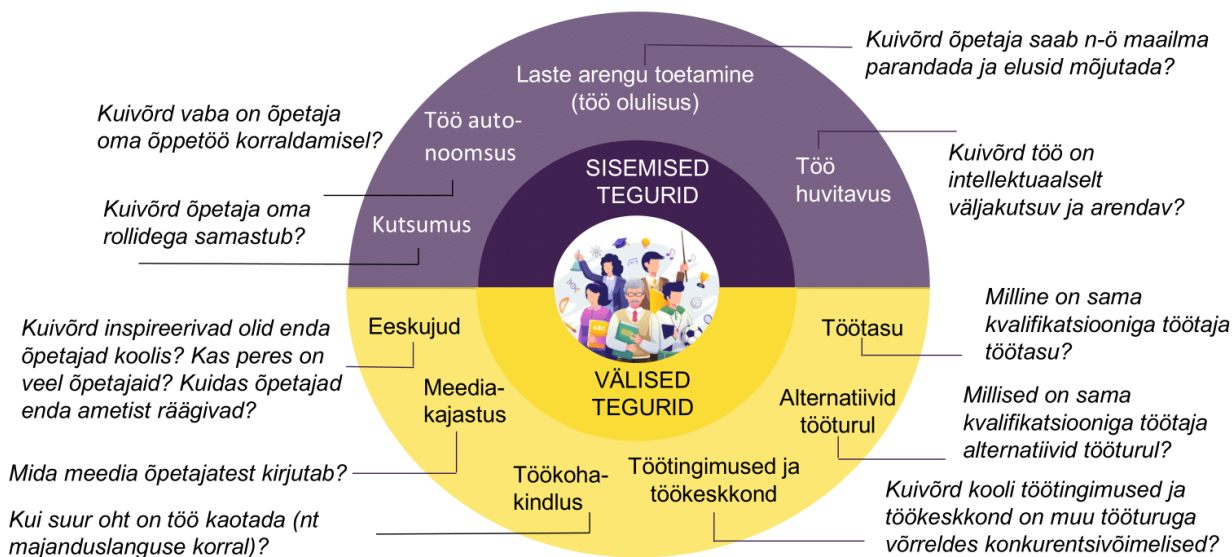 Kuivõrd õpetaja saab n-ö maailma
parandada ja elusid mõjutada?
Laste arengu toetamine
(töö olulisus)
Kuivõrd vaba on õpetaja
oma õppetöö korraldamisel?
Töö auto-
noomsus
Kuivõrd töö on
intellektuaalselt
väljakutsuv ja arendav?
Töö
huvitavus
SISEMISED
TEGURID
Kuivõrd õpetaja oma
rollidega samastub?
Kutsumus
ABC
Kuivõrd inspireerivad olid enda
õpetajad koolis? Kas peres on
veel õpetajaid? Kuidas õpetajad
enda ametist räägivad?
Eeskujud
Töötasu
Milline on sama
kvalifikatsiooniga töötaja
töötasu?
VÄLISED
TEGURID
Meedia-
kajastus
Mida meedia õpetajatest kirjutab?
Alternatiivid
tööturul
Millised on sama
kvalifikatsiooniga töötaja
alternatiivid tööturul?
Töökoha-
kindlus
Kui suur oht on töö kaotada (nt
majanduslanguse korral)?
Töötingimused ja
töökeskkond
Kuivõrd kooli töötingimused ja
töökeskkond on muu tööturuga
võrreldes konkurentsivõimelised?